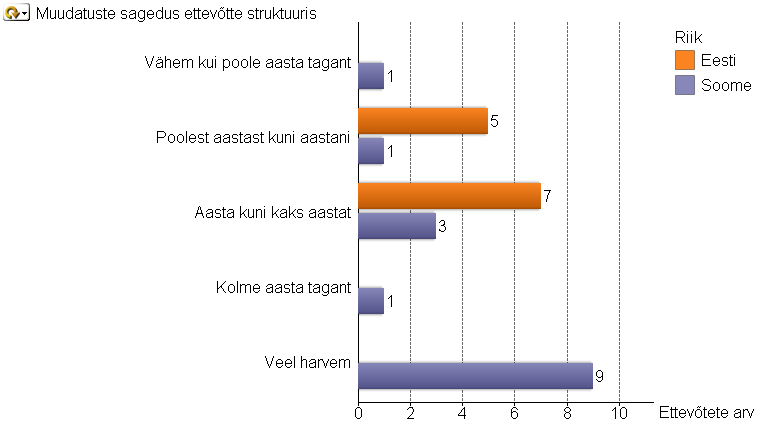 Muudatuste sagedus ettevõtte struktuuris
Riik
Eesti
Soome
Vähem kui poole aasta tagant
1
Poolest aastast kuni aastani
5
1
Aasta kuni kaks aastat
7
3
Kolme aasta tagant
1
Veel harvem
9
0 2 4 6 8 10 Ettevõtete arv